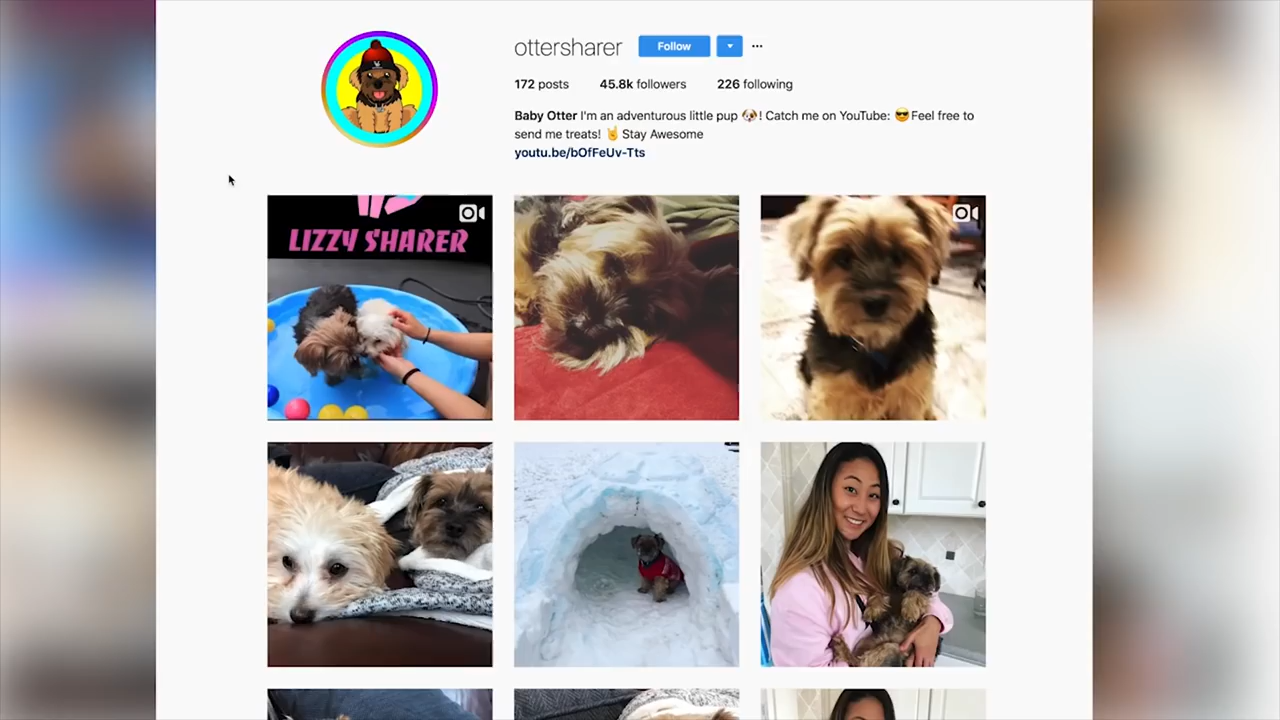 ottersharer Follow
172 posts 45.8k followers 226 following
Baby Otter I'm an adventurous little pup 🐶! Catch me on YouTube: 😎Feel free to
send me treats! 🤘Stay Awesome
youtu.be/bOfFeUv-Tts
LIZZY SHARER